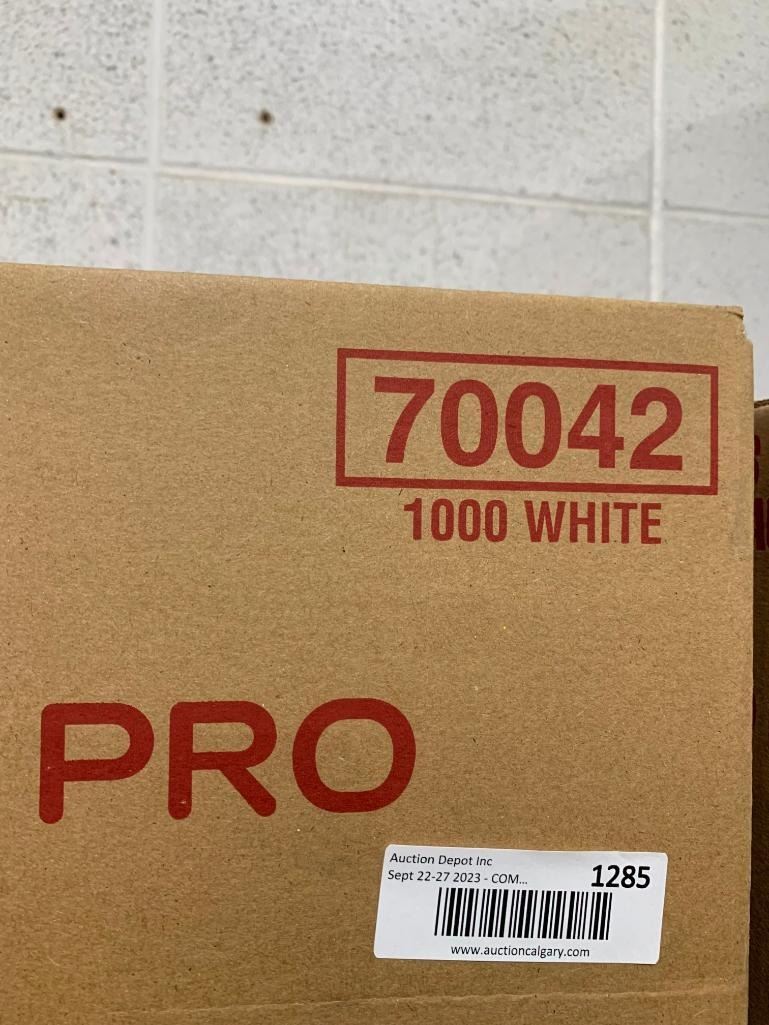 70042
1000 WHITE
PRO
Auction Depot Inc
Sept 22-27 2023 - COM...
1285
www.auctioncalgary.com